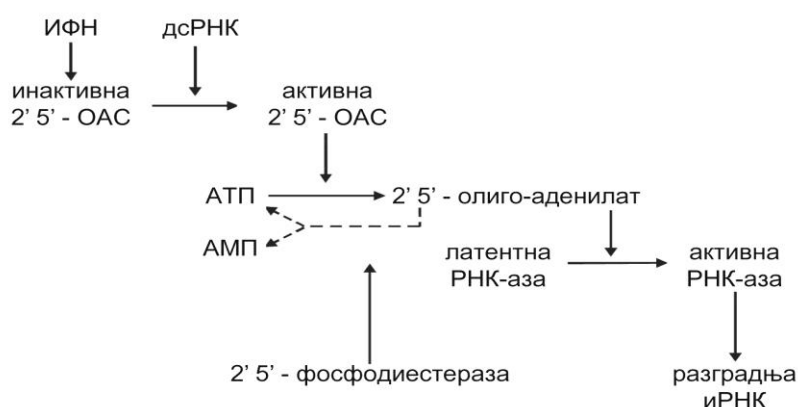 ИФН дсРНК
инактивна активна
2’ 5’ - ОАС 2’ 5’ - ОАС
АТП 2’ 5’ - олиго-аденилат
АМП
латентна активна
РНК-аза РНК-аза
2’ 5’ - фосфодиестераза разградња
иРНК